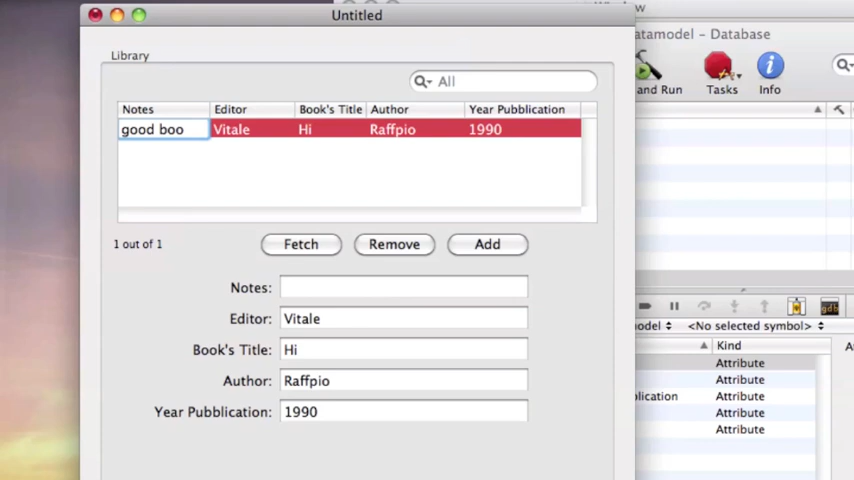 Untitled
Window
Library
atamodel - Database
All
and Run
Tasks
Info
Notes
Editor
Book's Title
Author
Year Pubblication
good boo
Vitale
Hi
Raffpio
1990
1 out of 1
Fetch
Remove
Add
Notes:
Editor: Vitale
Book's Title: Hi
Author: Raffpio
Year Pubblication: 1990
gdb
odel
<No selected symbol>
Kind
Attribute
Attribute
blication Attribute
Attribute
Attribute